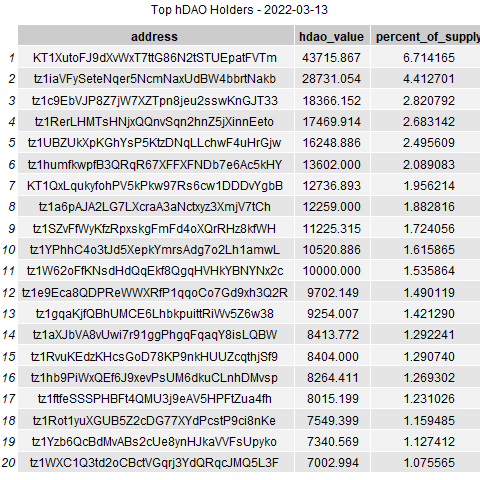 Top hDAO Holders - 2022-03-13
address hdao_value percent_of_supply
1 KT1XutoFJ9dXvWxT7ttG86N2tSTUEpatFVTm 43715.867 6.714165
2 tz1iaVFySeteNqer5NcmNaxUdBW4bbrtNakb 28731.054 4.412701
3 tz1c9EbVJP8Z7jW7XZTpn8jeu2sswKnGJT33 18366.152 2.820792
4 tz1RerLHMTsHNjxQQnvSqn2hnZ5jXinnEeto 17469.914 2.683142
5 tz1UBZUkXpKGhYsP5KtzDNqLLchwF4uHrGjw 16248.886 2.495609
6 tz1humfkwpfB3QRqR67XFFXFNDb7e6Ac5kHY 13602.000 2.089083
7 KT1QxLqukyfohPV5kPkw97Rs6cw1DDDvYgbB 12736.893 1.956214
8 tz1a6pAJA2LG7LXcraA3aNctxyz3XmjV7tCh 12259.000 1.882816
9 tz1SZvFfWyKfzRpxskgFmFd4oXQrRHz8kfWH 11225.315 1.724056
10 tz1YPhhC4o3tJd5XepkYmrsAdg7o2Lh1amwL 10520.886 1.615865
11 tz1W62oFfKNsdHdQqEkf8QgqHVHkYBNYNx2c 10000.000 1.535864
12 tz1e9Eca8QDPReWWXRfP1qqoCo7Gd9xh3Q2R 9702.149 1.490119
13 tz1gqaKjfQBhUMCE6LhbkpuittRiWv5Z6w38 9254.007 1.421290
14 tz1aXJbVA8vUwi7r91ggPhgqFqaqY8isLQBW 8413.772 1.292241
15 tz1RvuKEdzKHcsGoD78KP9nkHUUZcqthjSf9 8404.000 1.290740
16 tz1hb9PiWxQEf6J9xevPsUM6dkuCLnhDMvsp 8264.411 1.269302
17 tz1ftfeSSSPHBFt4QMU3j9eAV5HPFtZua4fh 8015.199 1.231026
18 tz1Rot1yuXGUB5Z2cDG77XYdPcstP9ci8nKe 7549.399 1.159485
19 tz1Yzb6QcBdMvABs2cUe8ynHJkaVVFsUpyko 7340.569 1.127412
20 tz1WXC1Q3td2oCBctVGqrj3YdQRqcJMQ5L3F 7002.994 1.075565